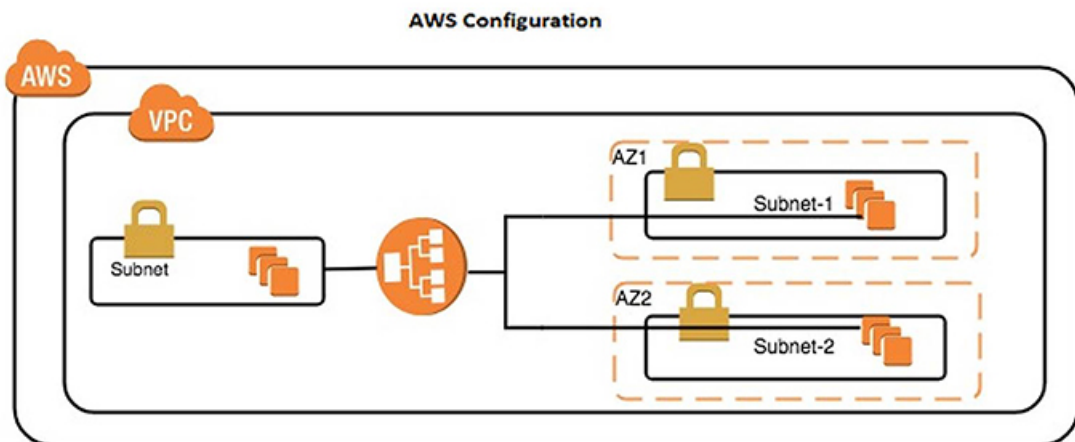 AWS Configuration
AWS
VPC
AZ1
Subnet-1
Subnet
AZ2
Subnet-2